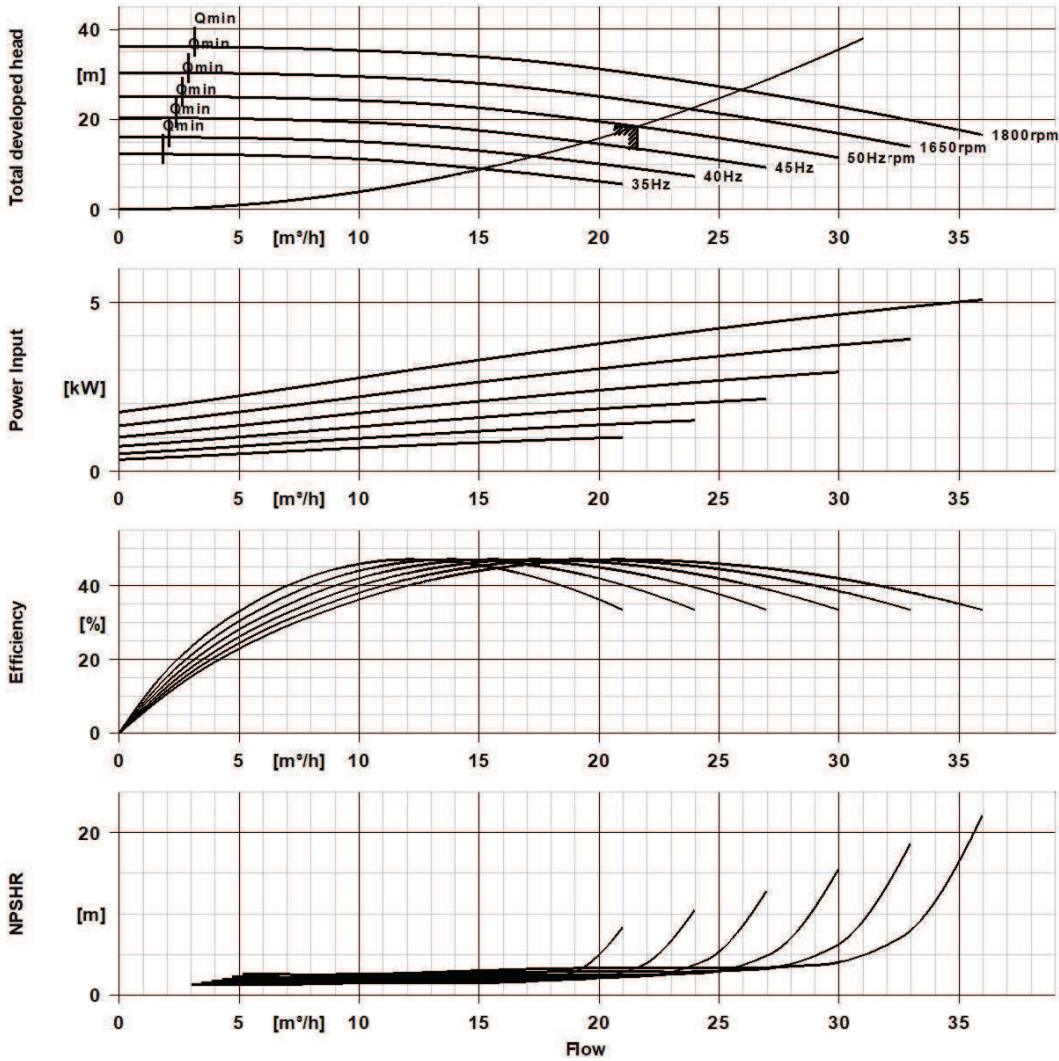 Total developed head
40
[m]
20
0
Qmin
Qmin
Qmin
Qmin
Qmin
Qmin
1800rpm
1650rpm
50Hzrpm
45Hz
40Hz
35Hz
0 5 [m³/h] 10 15 20 25 30 35
Power Input
5
[kW]
0
0 5 [m³/h] 10 15 20 25 30 35
Efficiency
40
[%]
20
0
0 5 [m³/h] 10 15 20 25 30 35
NPSHR
20
[m]
0
0 5 [m³/h] 10 15 20 25 30 35
Flow